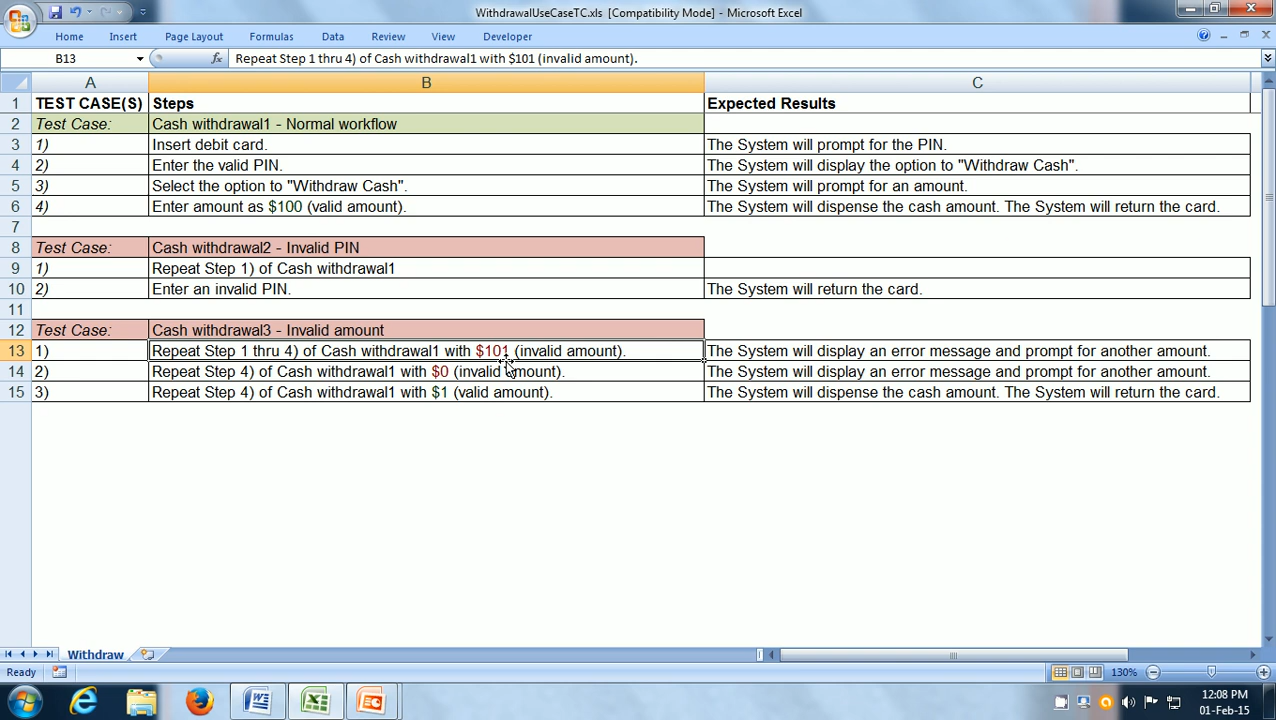 WithdrawalUseCaseTC.xls [Compatibility Mode] - Microsoft Excel
Home Insert Page Layout Formulas Data Review View Developer
B13 fx Repeat Step 1 thru 4) of Cash withdrawal1 with $101 (invalid amount).
A B C
1 TEST CASE(S) Steps Expected Results
2 Test Case: Cash withdrawal1 - Normal workflow
3 1) Insert debit card. The System will prompt for the PIN.
4 2) Enter the valid PIN. The System will display the option to "Withdraw Cash".
5 3) Select the option to "Withdraw Cash". The System will prompt for an amount.
6 4) Enter amount as $100 (valid amount). The System will dispense the cash amount. The System will return the card.
7
8 Test Case: Cash withdrawal2 - Invalid PIN
9 1) Repeat Step 1) of Cash withdrawal1
10 2) Enter an invalid PIN. The System will return the card.
11
12 Test Case: Cash withdrawal3 - Invalid amount
13 1) Repeat Step 1 thru 4) of Cash withdrawal1 with $101 (invalid amount). The System will display an error message and prompt for another amount.
14 2) Repeat Step 4) of Cash withdrawal1 with $0 (invalid amount). The System will display an error message and prompt for another amount.
15 3) Repeat Step 4) of Cash withdrawal1 with $1 (valid amount). The System will dispense the cash amount. The System will return the card.
Withdraw
Ready 130%
12:08 PM
01-Feb-15